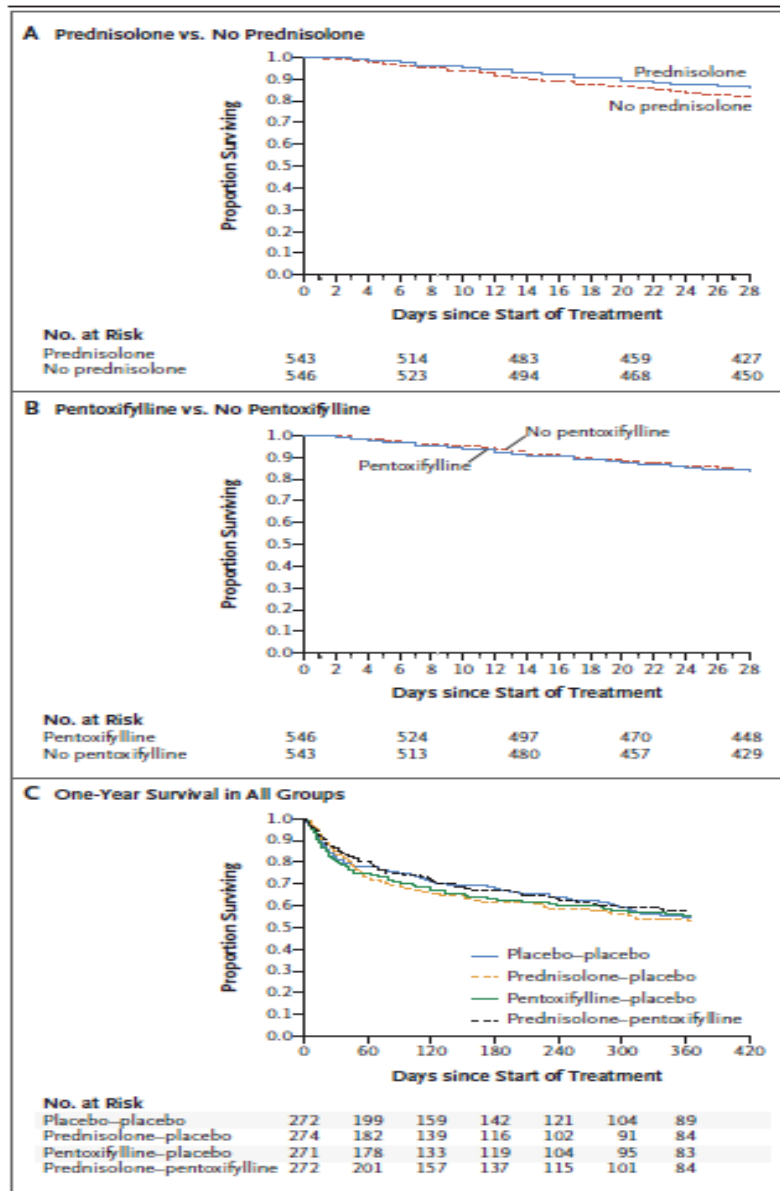 A Prednisolone vs. No Prednisolone
1.0
0.9
0.8
0.7
0.6
0.5
0.4
0.3
0.2
0.1
0.0
Proportion Surviving
Prednisolone
No prednisolone
0 2 4 6 8 10 12 14 16 18 20 22 24 26 28
Days since Start of Treatment
No. at Risk
Prednisolone 543 514 483 459 427
No prednisolone 546 523 494 468 450
B Pentoxifylline vs. No Pentoxifylline
1.0
0.9
0.8
0.7
0.6
0.5
0.4
0.3
0.2
0.1
0.0
Proportion Surviving
No pentoxifylline
Pentoxifylline
0 2 4 6 8 10 12 14 16 18 20 22 24 26 28
Days since Start of Treatment
No. at Risk
Pentoxifylline 546 524 497 470 448
No pentoxifylline 543 513 480 457 429
C One-Year Survival in All Groups
1.0
0.9
0.8
0.7
0.6
0.5
0.4
0.3
0.2
0.1
0.0
Proportion Surviving
Placebo–placebo
Prednisolone–placebo
Pentoxifylline–placebo
Prednisolone–pentoxifylline
0 60 120 180 240 300 360 420
Days since Start of Treatment
No. at Risk
Placebo–placebo 272 199 159 142 121 104 89
Prednisolone–placebo 274 182 139 116 102 91 84
Pentoxifylline–placebo 271 178 133 119 104 95 83
Prednisolone–pentoxifylline 272 201 157 137 115 101 84